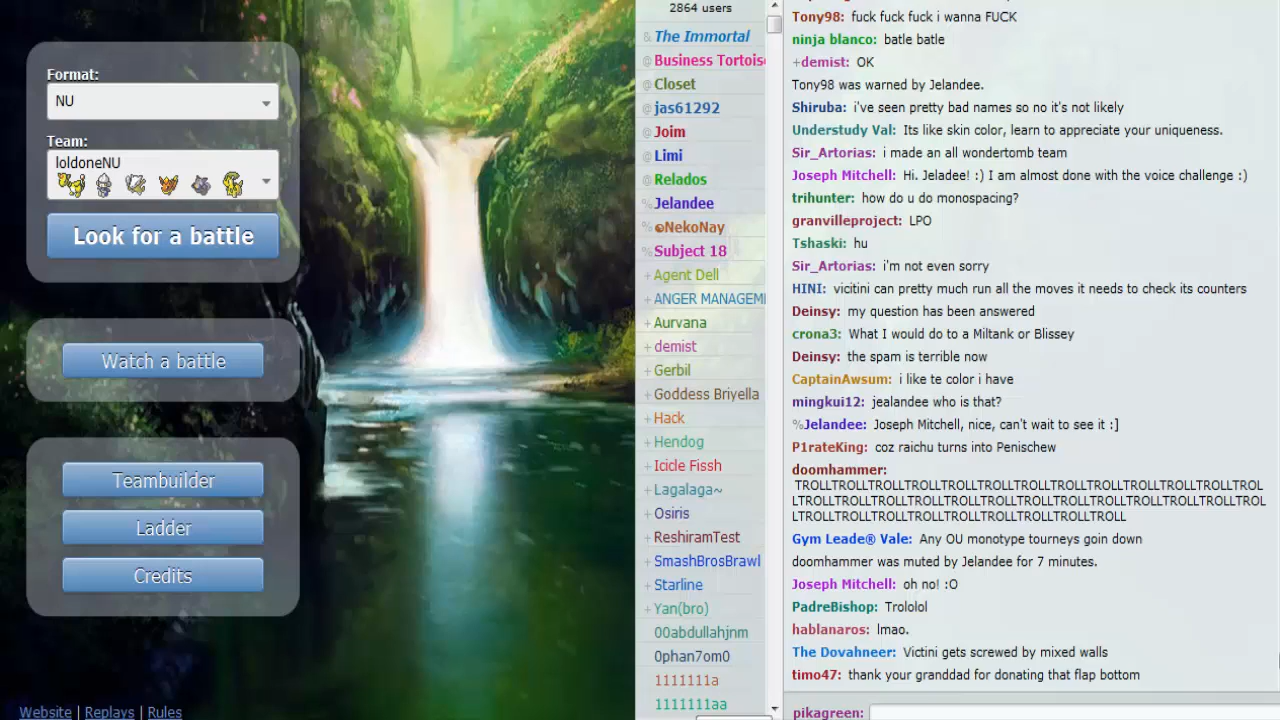 Format:
NU
Team:
loldoneNU
Look for a battle
Watch a battle
Teambuilder
Ladder
Credits
Website | Replays | Rules
2864 users
& The Immortal
@ Business Tortois
@ Closet
@ jas61292
@ Joim
@ Limi
@ Relados
% Jelandee
% ©NekoNay
% Subject 18
+ Agent Dell
+ ANGER MANAGEM
+ Aurvana
+ demist
+ Gerbil
+ Goddess Briyella
+ Hack
+ Hendog
+ Icicle Fissh
+ Lagalaga~
+ Osiris
+ ReshiramTest
+ SmashBrosBrawl
+ Starline
+ Yan(bro)
00abdullahjnm
0phan7om0
1111111a
1111111aa
Tony98: fuck fuck fuck i wanna FUCK
ninja blanco: batle batle
+demist: OK
Tony98 was warned by Jelandee.
Shiruba: i've seen pretty bad names so no it's not likely
Understudy Val: Its like skin color, learn to appreciate your uniqueness.
Sir_Artorias: i made an all wondertomb team
Joseph Mitchell: Hi. Jeladee! :) I am almost done with the voice challenge :)
trihunter: how do u do monospacing?
granvilleproject: LPO
Tshaski: hu
Sir_Artorias: i'm not even sorry
HINI: vicitini can pretty much run all the moves it needs to check its counters
Deinsy: my question has been answered
crona3: What I would do to a Miltank or Blissey
Deinsy: the spam is terrible now
CaptainAwsum: i like te color i have
mingkui12: jealandee who is that?
%Jelandee: Joseph Mitchell, nice, can't wait to see it :]
P1rateKing: coz raichu turns into Penischew
doomhammer:
TROLLTROLLTROLLTROLLTROLLTROLLTROLLTROLLTROLLTROLLTROLLTROLLTROL
LTROLLTROLLTROLLTROLLTROLLTROLLTROLLTROLLTROLLTROLLTROLLTROLLTROL
LTROLLTROLLTROLLTROLLTROLLTROLLTROLLTROLLTROLL
Gym Leade® Vale: Any OU monotype tourneys goin down
doomhammer was muted by Jelandee for 7 minutes.
Joseph Mitchell: oh no! :O
PadreBishop: Trololol
hablanaros: lmao.
The Dovahneer: Victini gets screwed by mixed walls
timo47: thank your granddad for donating that flap bottom
pikagreen: